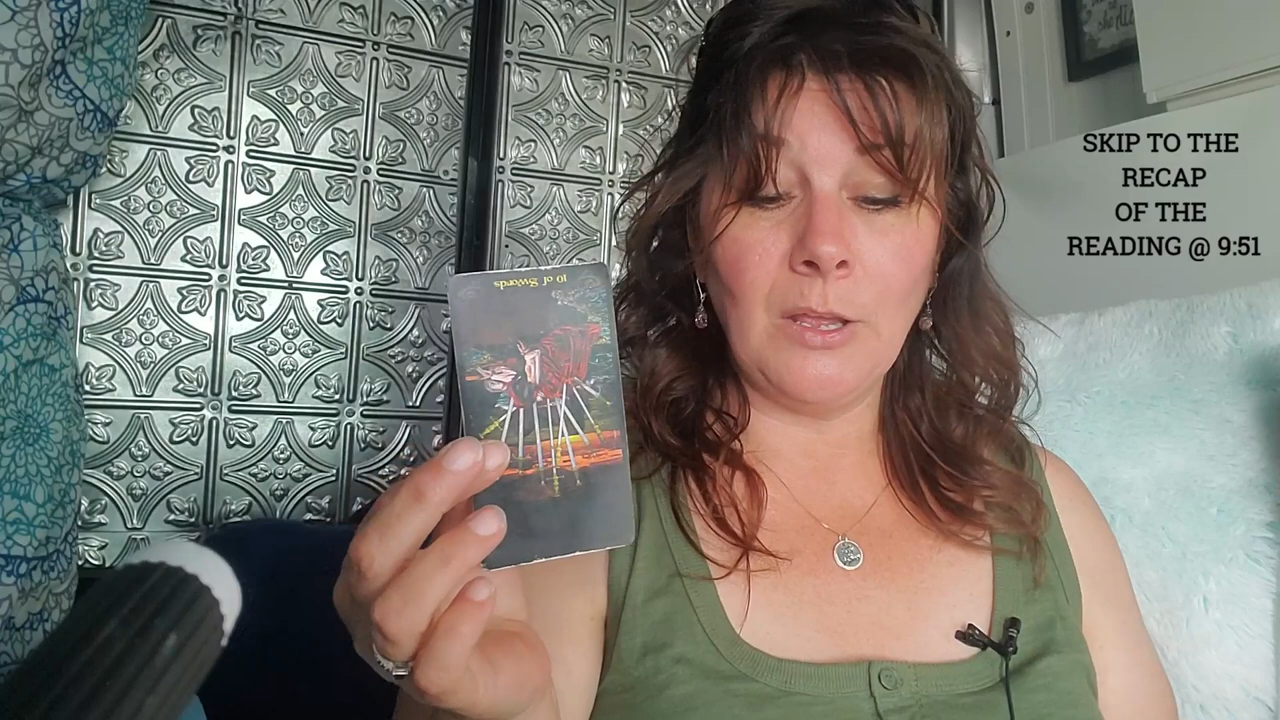 10 of Swords
SKIP TO THE
RECAP
OF THE
READING @ 9:51